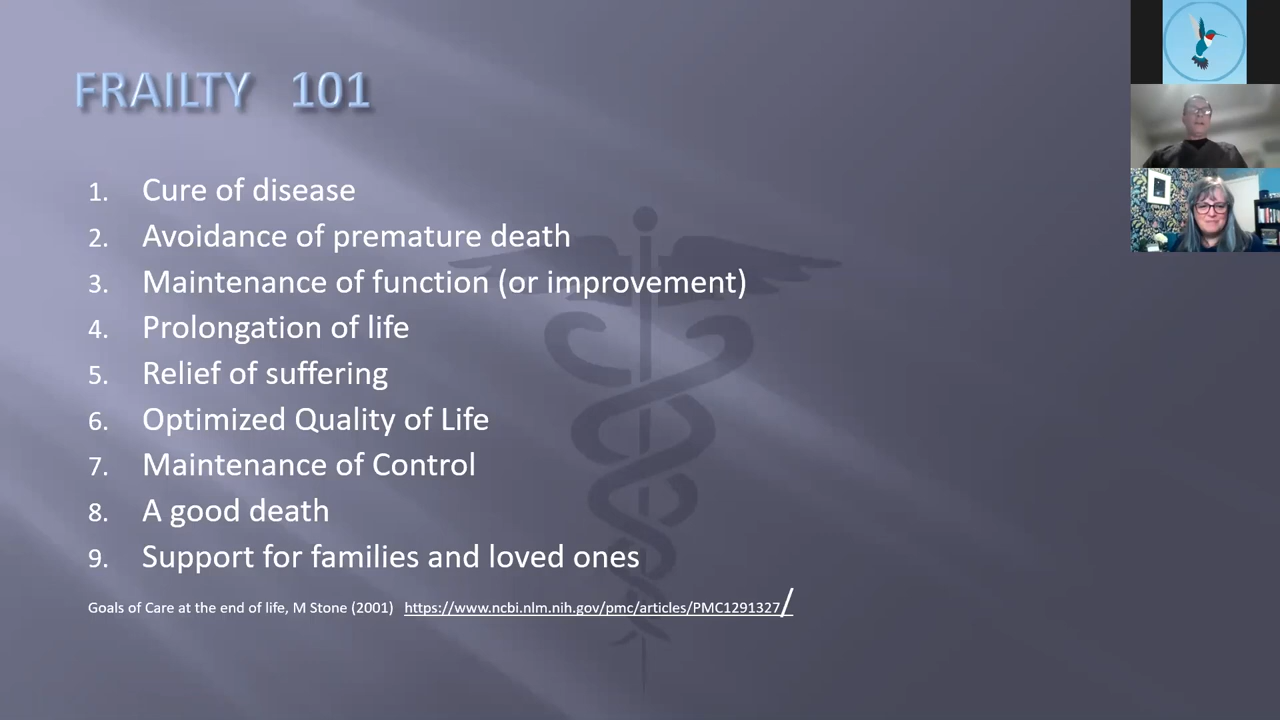 FRAILTY 101
1. Cure of disease
2. Avoidance of premature death
3. Maintenance of function (or improvement)
4. Prolongation of life
5. Relief of suffering
6. Optimized Quality of Life
7. Maintenance of Control
8. A good death
9. Support for families and loved ones
Goals of Care at the end of life, M Stone (2001) https://www.ncbi.nlm.nih.gov/pmc/articles/PMC1291327/